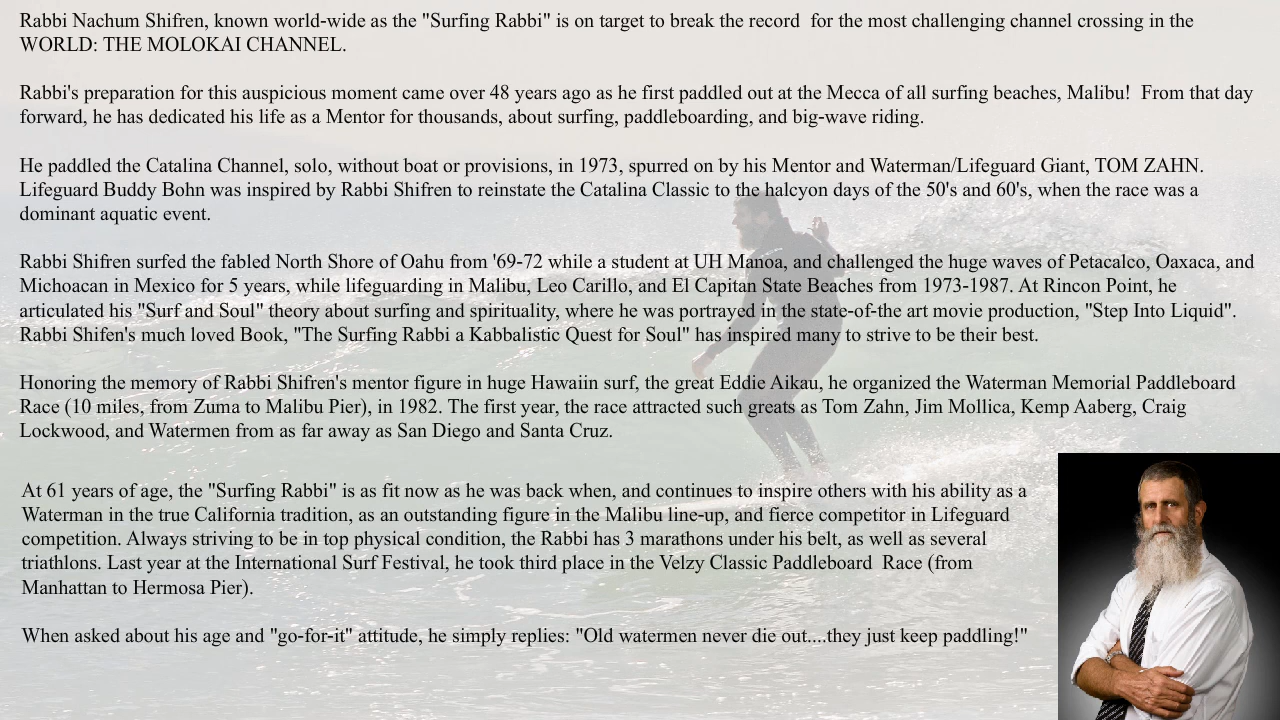 Rabbi Nachum Shifren, known world-wide as the "Surfing Rabbi" is on target to break the record  for the most challenging channel crossing in the
WORLD: THE MOLOKAI CHANNEL.
Rabbi's preparation for this auspicious moment came over 48 years ago as he first paddled out at the Mecca of all surfing beaches, Malibu!  From that day
forward, he has dedicated his life as a Mentor for thousands, about surfing, paddleboarding, and big-wave riding.
He paddled the Catalina Channel, solo, without boat or provisions, in 1973, spurred on by his Mentor and Waterman/Lifeguard Giant, TOM ZAHN.
Lifeguard Buddy Bohn was inspired by Rabbi Shifren to reinstate the Catalina Classic to the halcyon days of the 50's and 60's, when the race was a
dominant aquatic event.
Rabbi Shifren surfed the fabled North Shore of Oahu from '69-72 while a student at UH Manoa, and challenged the huge waves of Petacalco, Oaxaca, and
Michoacan in Mexico for 5 years, while lifeguarding in Malibu, Leo Carillo, and El Capitan State Beaches from 1973-1987. At Rincon Point, he
articulated his "Surf and Soul" theory about surfing and spirituality, where he was portrayed in the state-of-the art movie production, "Step Into Liquid".
Rabbi Shifen's much loved Book, "The Surfing Rabbi a Kabbalistic Quest for Soul" has inspired many to strive to be their best.
Honoring the memory of Rabbi Shifren's mentor figure in huge Hawaiin surf, the great Eddie Aikau, he organized the Waterman Memorial Paddleboard
Race (10 miles, from Zuma to Malibu Pier), in 1982. The first year, the race attracted such greats as Tom Zahn, Jim Mollica, Kemp Aaberg, Craig
Lockwood, and Watermen from as far away as San Diego and Santa Cruz.
At 61 years of age, the "Surfing Rabbi" is as fit now as he was back when, and continues to inspire others with his ability as a
Waterman in the true California tradition, as an outstanding figure in the Malibu line-up, and fierce competitor in Lifeguard
competition. Always striving to be in top physical condition, the Rabbi has 3 marathons under his belt, as well as several
triathlons. Last year at the International Surf Festival, he took third place in the Velzy Classic Paddleboard  Race (from
Manhattan to Hermosa Pier).
When asked about his age and "go-for-it" attitude, he simply replies: "Old watermen never die out....they just keep paddling!"